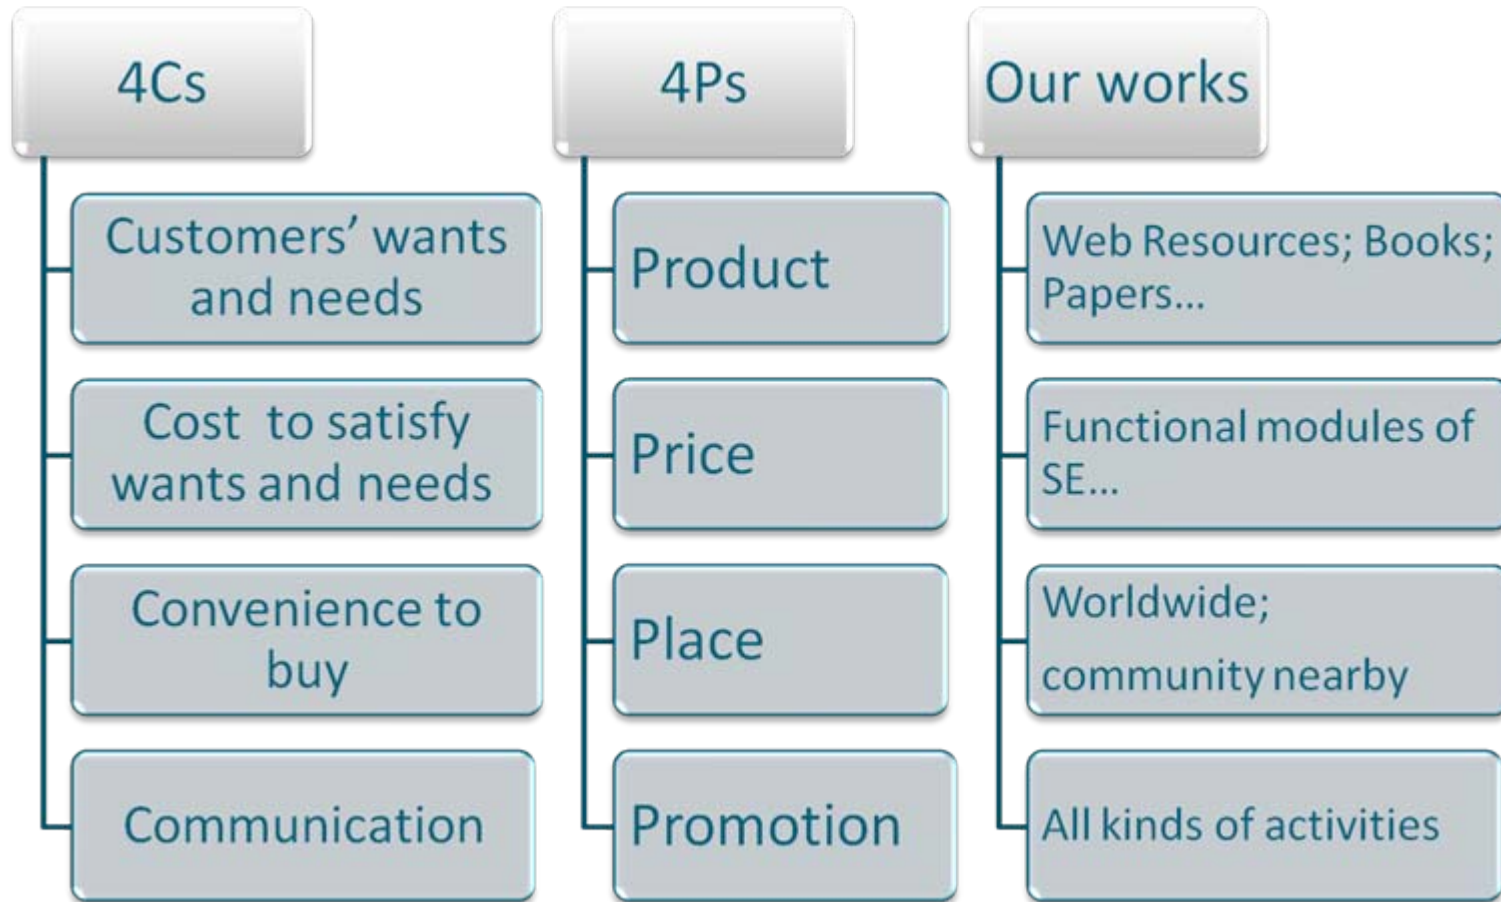 4Cs
Customers’ wants
and needs
Cost to satisfy
wants and needs
Convenience to
buy
Communication
4Ps
Product
Price
Place
Promotion
Our works
Web Resources; Books;
Papers...
Functional modules of
SE...
Worldwide;
community nearby
All kinds of activities